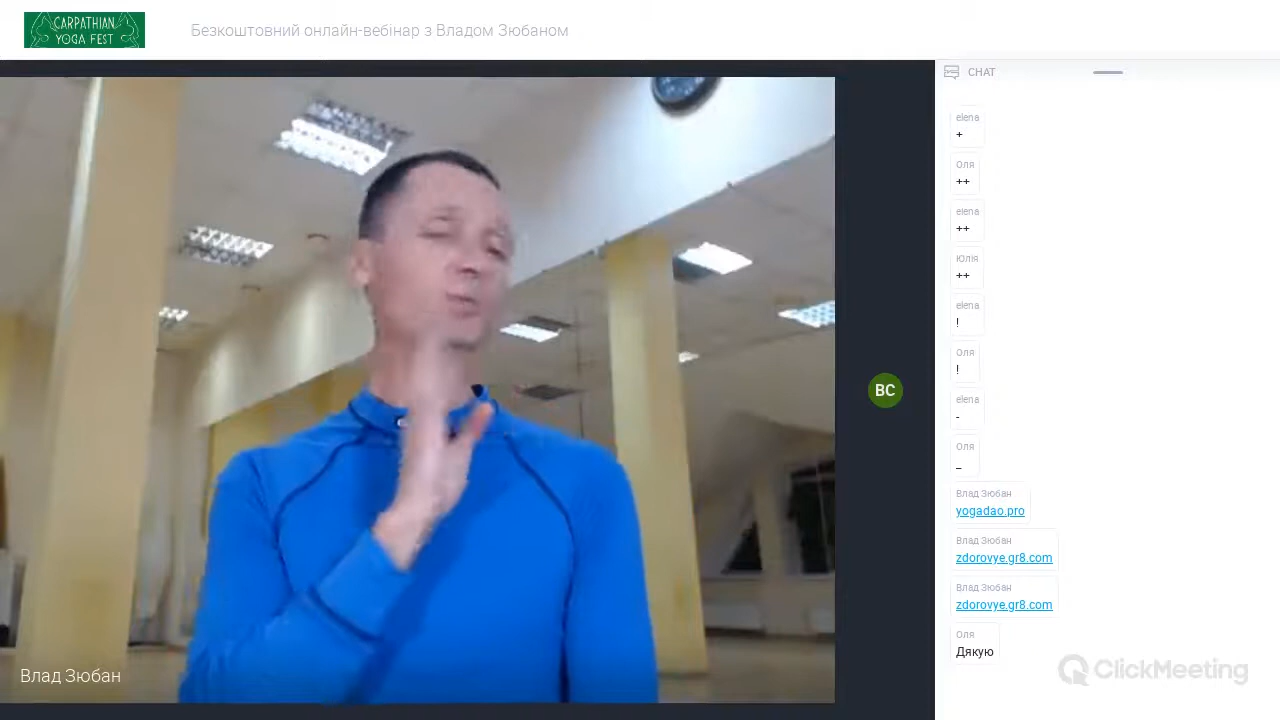 CARPATHIAN
YOGA FEST
Безкоштовний онлайн-вебінар з Владом Зюбаном
CHAT
elena
+
Оля
++
elena
++
Юлія
++
elena
!
Оля
!
elena
-
Оля
_
Влад Зюбан
yogadao.pro
Влад Зюбан
zdorovye.gr8.com
Влад Зюбан
zdorovye.gr8.com
Оля
Дякую
BC
Влад Зюбан
ClickMeeting